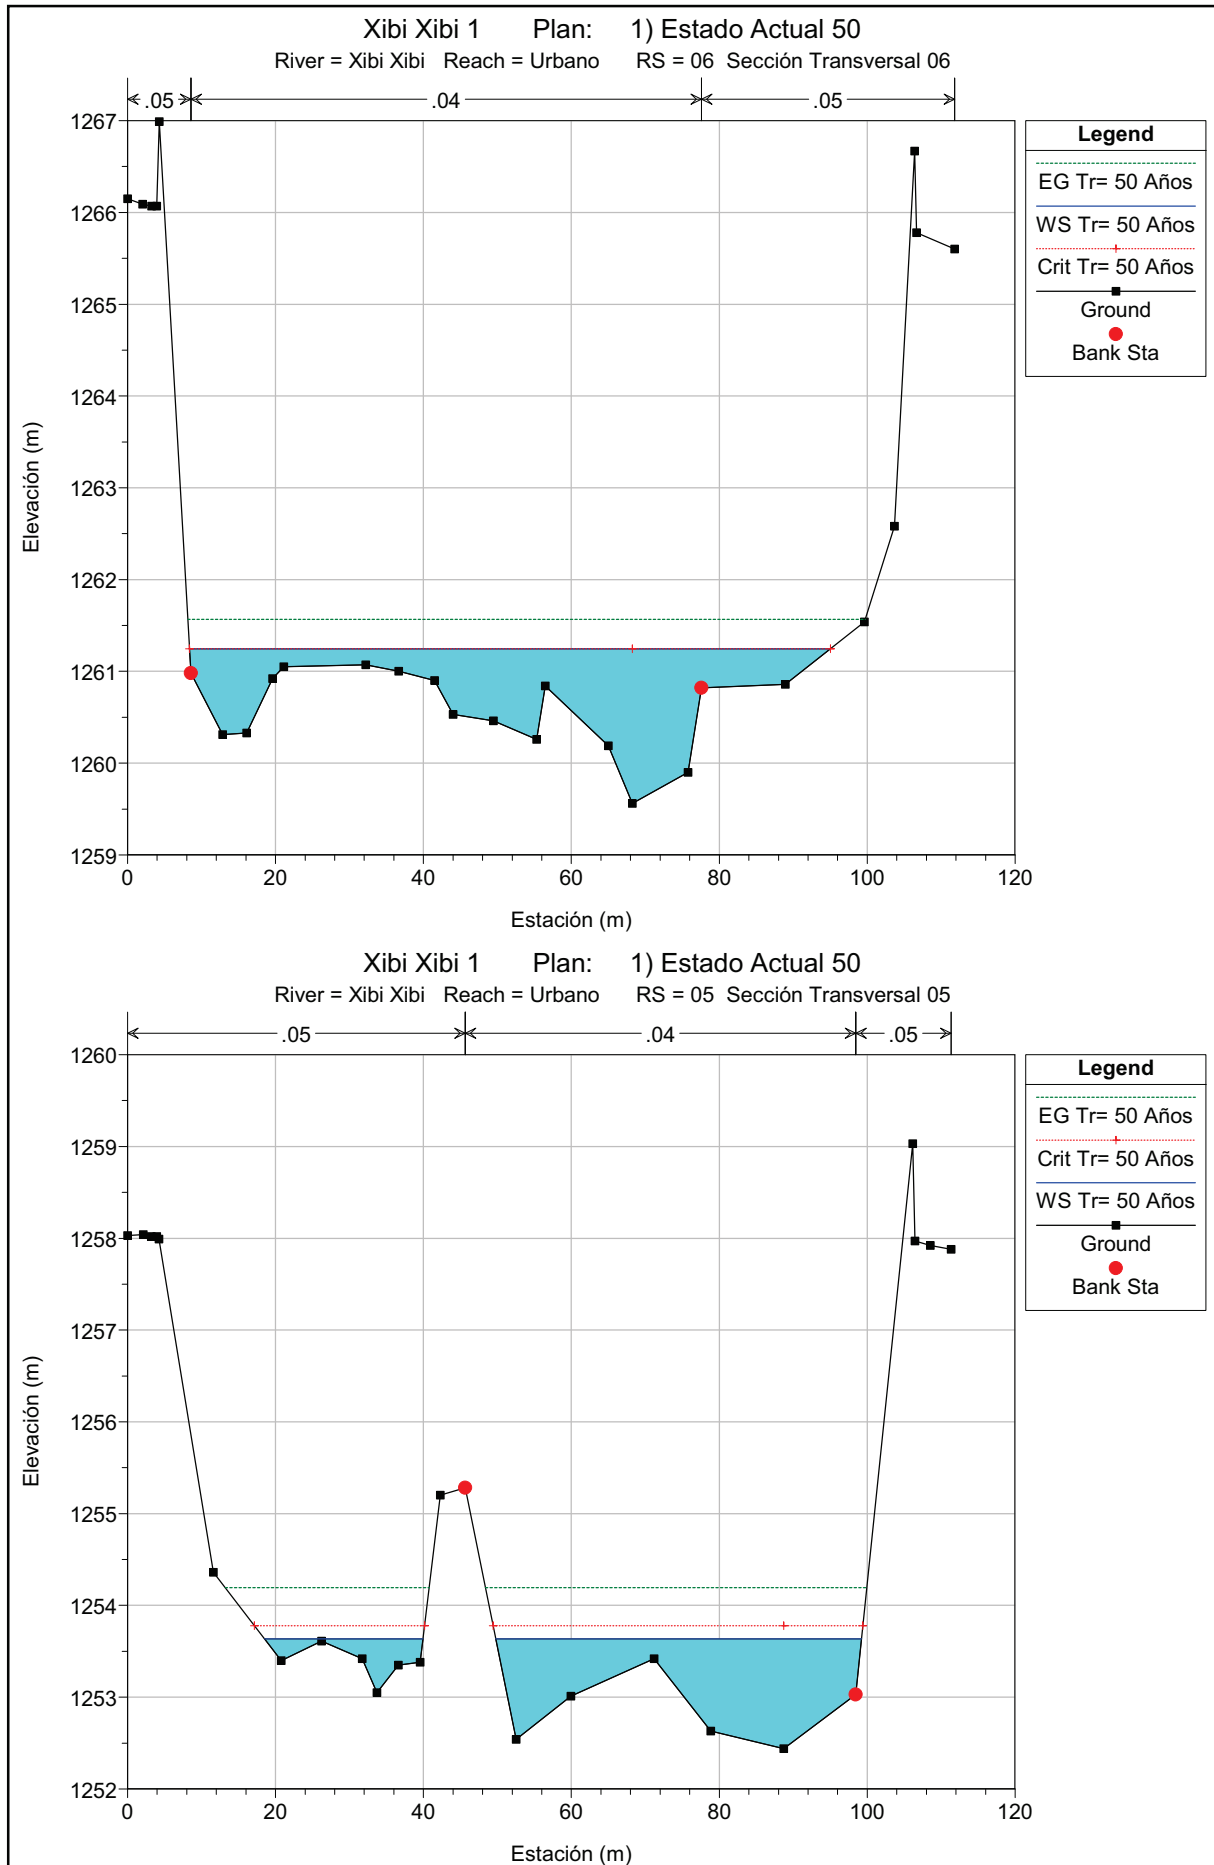 Xibi Xibi 1 Plan: 1) Estado Actual 50
River = Xibi Xibi Reach = Urbano RS = 06 Sección Transversal 06
.05 .04 .05
1267
1266
1265
1264
1263
1262
1261
1260
1259
Elevación (m)
0 20 40 60 80 100 120
Estación (m)
Legend
EG Tr= 50 Años
WS Tr= 50 Años
Crit Tr= 50 Años
Ground
Bank Sta
Xibi Xibi 1 Plan: 1) Estado Actual 50
River = Xibi Xibi Reach = Urbano RS = 05 Sección Transversal 05
.05 .04 .05
1260
1259
1258
1257
1256
1255
1254
1253
1252
Elevación (m)
0 20 40 60 80 100 120
Estación (m)
Legend
EG Tr= 50 Años
Crit Tr= 50 Años
WS Tr= 50 Años
Ground
Bank Sta